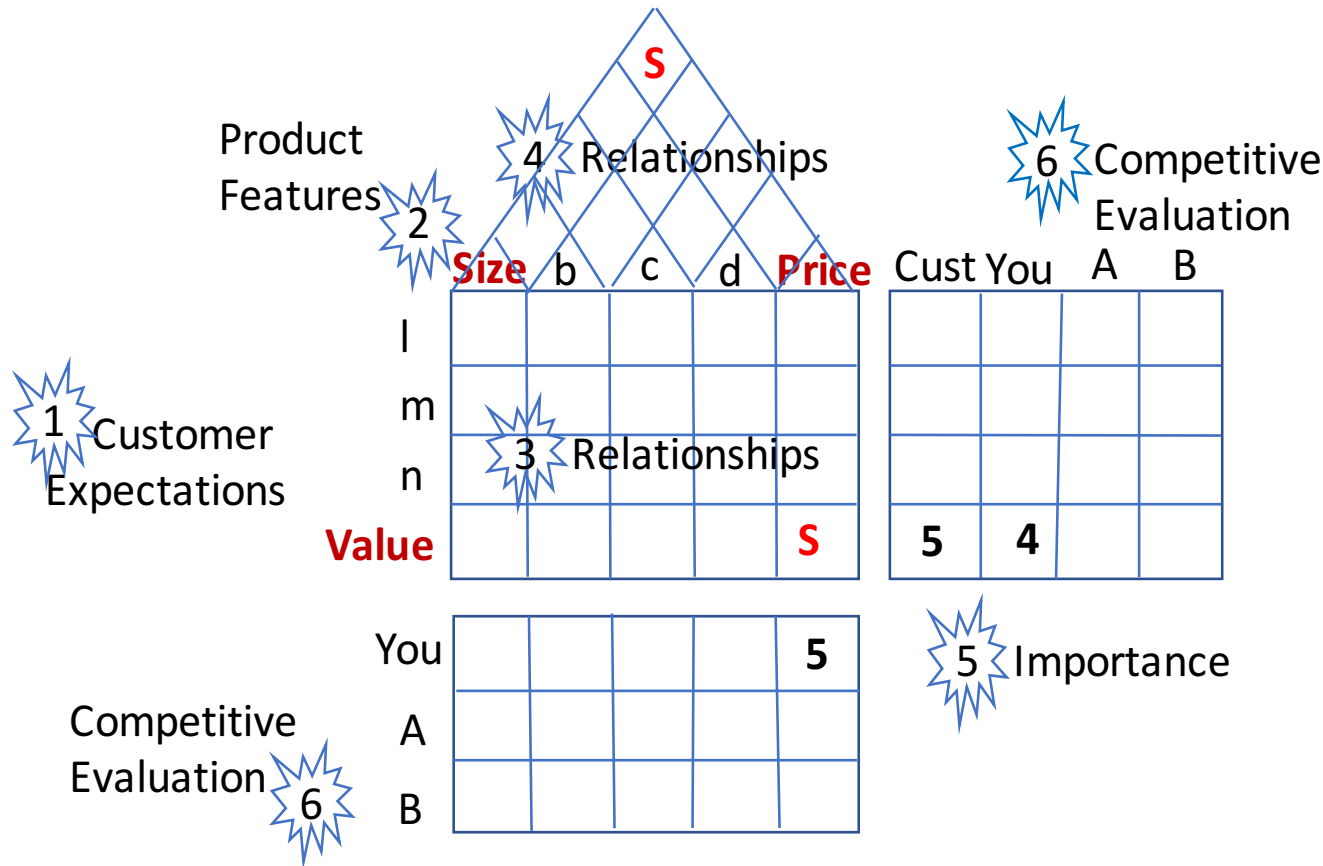 S
Product
Features
2
4 Relationships
6 Competitive
Evaluation
Size b c d Price
Cust You A B
l
m
n
Value
1 Customer
Expectations
3 Relationships
S
5 4
You
A
B
5
5 Importance
Competitive
Evaluation
6